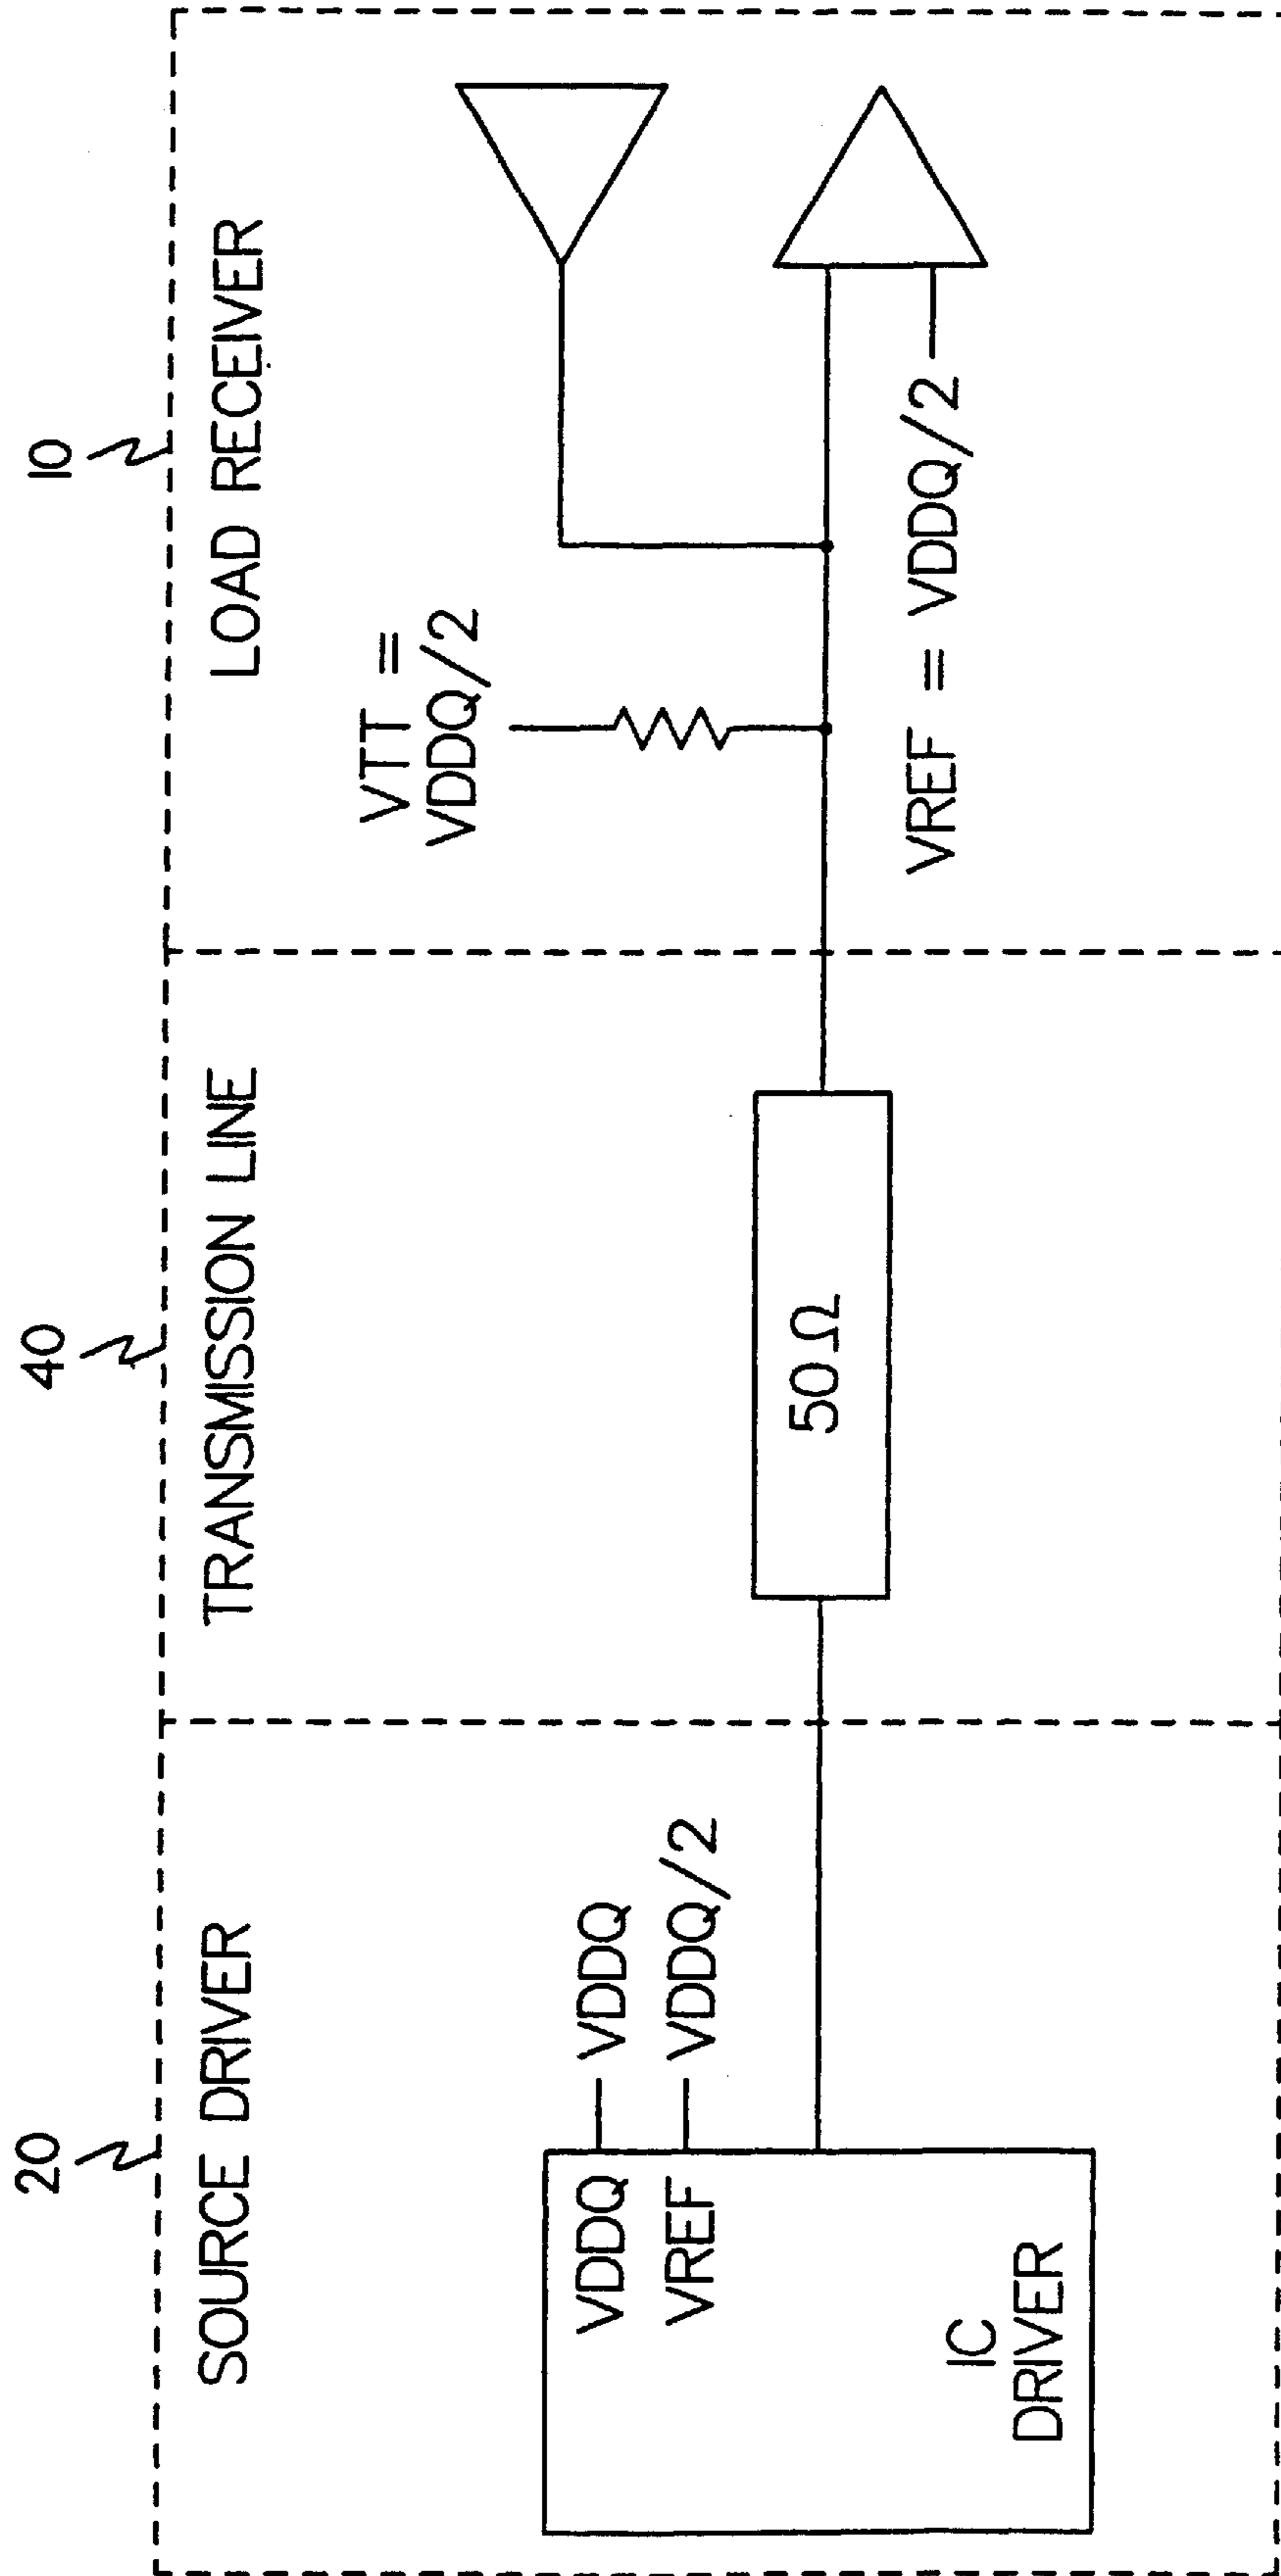 20
40
10
SOURCE DRIVER
TRANSMISSION LINE
LOAD RECEIVER
VTT =
VDDQ/2
VDDQ
VDDQ
VREF
VDDQ/2
50Ω
VREF = VDDQ/2
IC
DRIVER